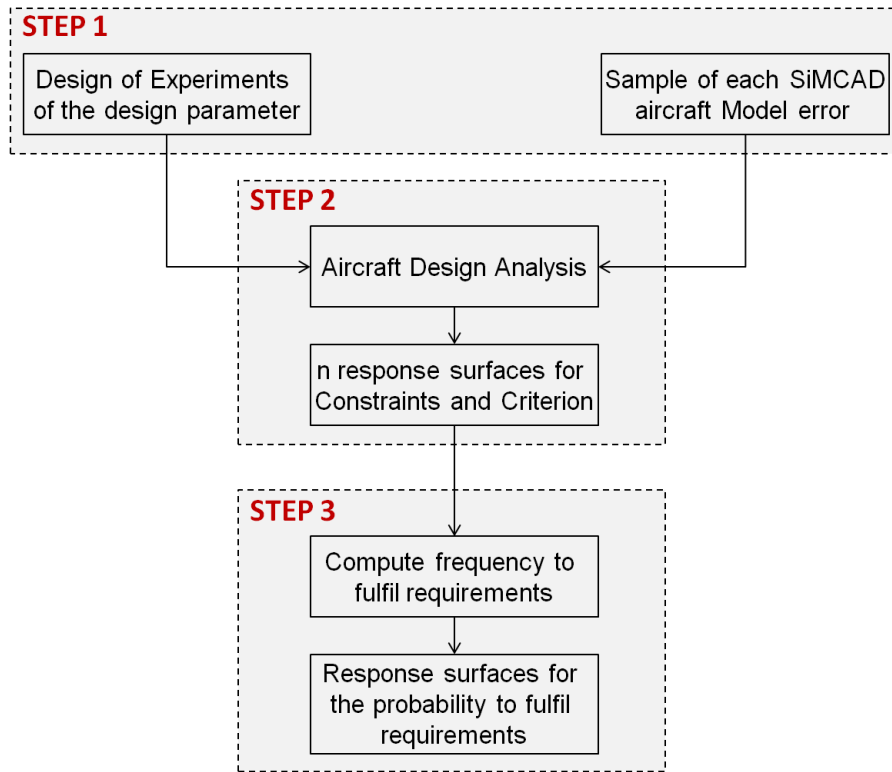 STEP 1
Design of Experiments
of the design parameter
Sample of each SiMCAD
aircraft Model error
STEP 2
Aircraft Design Analysis
n response surfaces for
Constraints and Criterion
STEP 3
Compute frequency to
fulfil requirements
Response surfaces for
the probability to fulfil
requirements